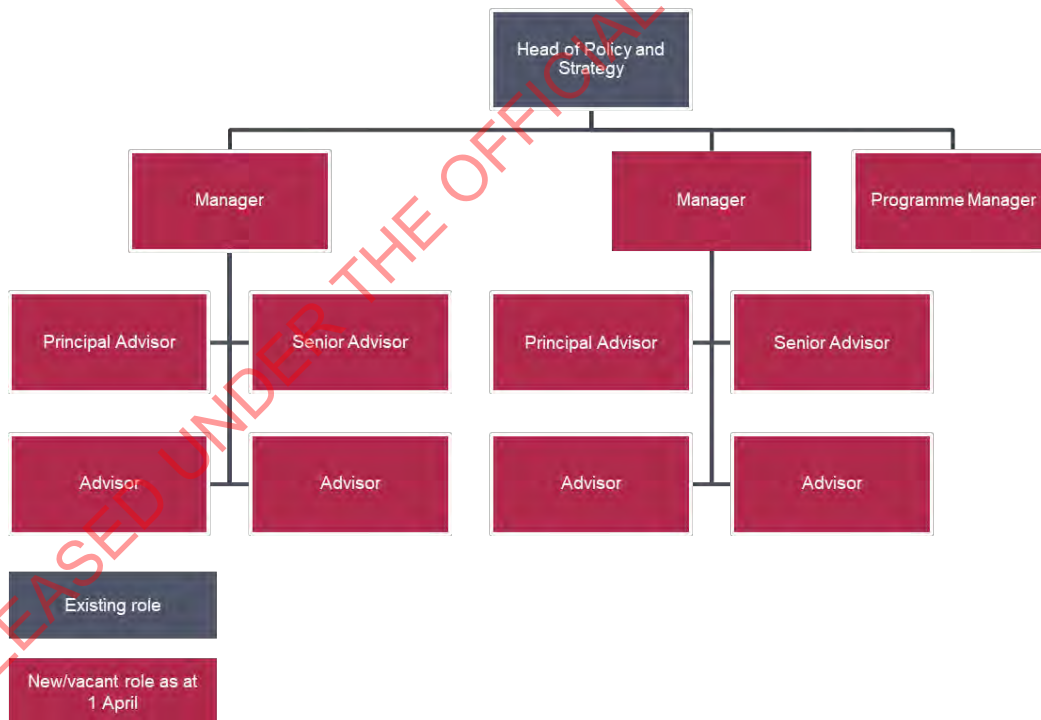 Head of Policy and
Strategy
Manager
Manager
Programme Manager
Principal Advisor
Senior Advisor
Principal Advisor
Senior Advisor
Advisor
Advisor
Advisor
Advisor
Existing role
New/vacant role as at
1 April
UNDER THE OFFICIAL